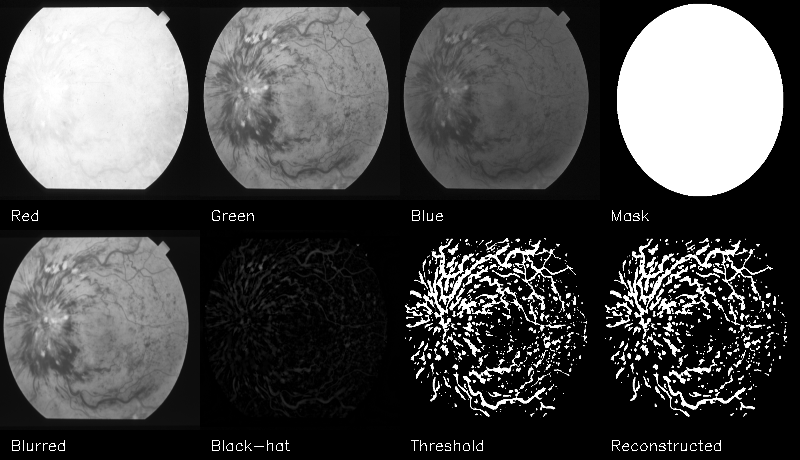 Red
Green
Blue
Mask
Blurred
Black-hat
Threshold
Reconstructed